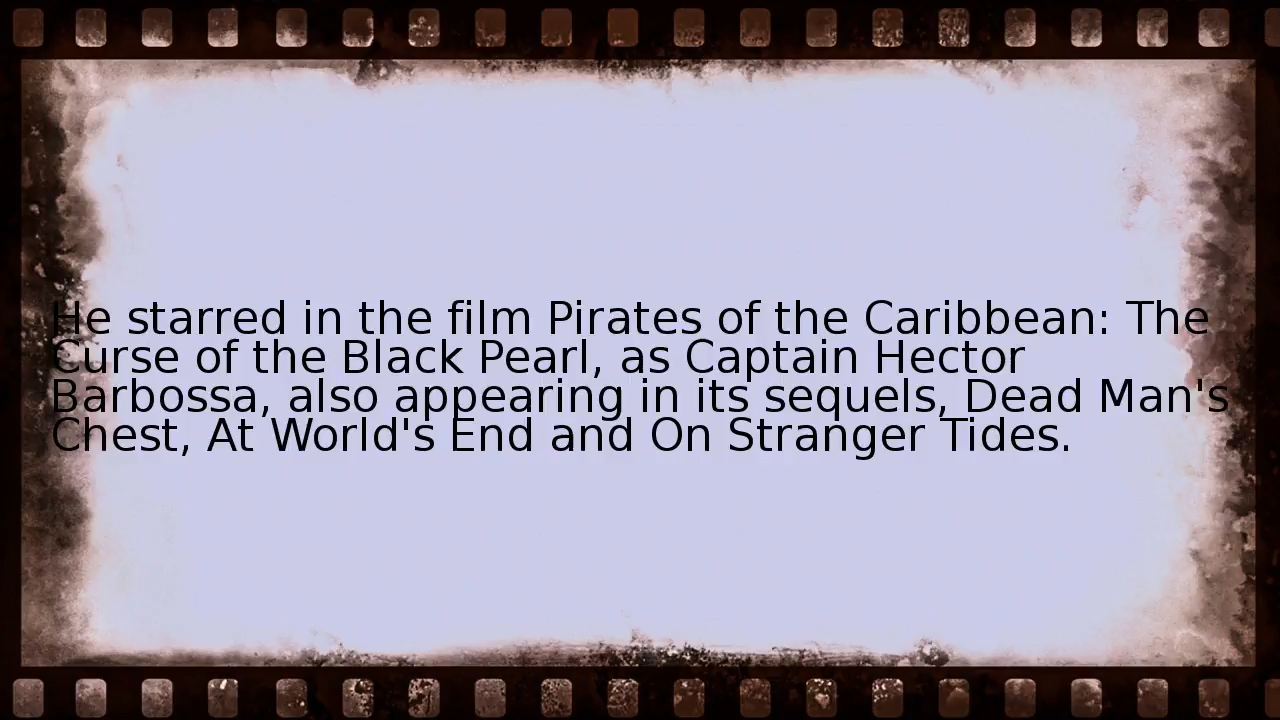 He starred in the film Pirates of the Caribbean: The
Curse of the Black Pearl, as Captain Hector
Barbossa, also appearing in its sequels, Dead Man's
Chest, At World's End and On Stranger Tides.